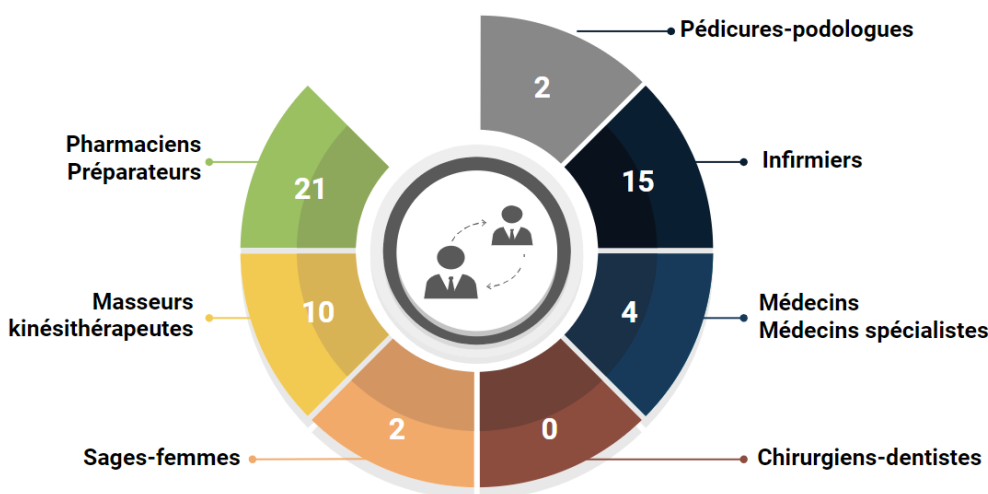 Pédicures-podologues
2
Infirmiers
15
Médecins
Médecins spécialistes
4
Chirurgiens-dentistes
0
Sages-femmes
2
Masseurs
kinésithérapeutes
10
Pharmaciens
Préparateurs
21